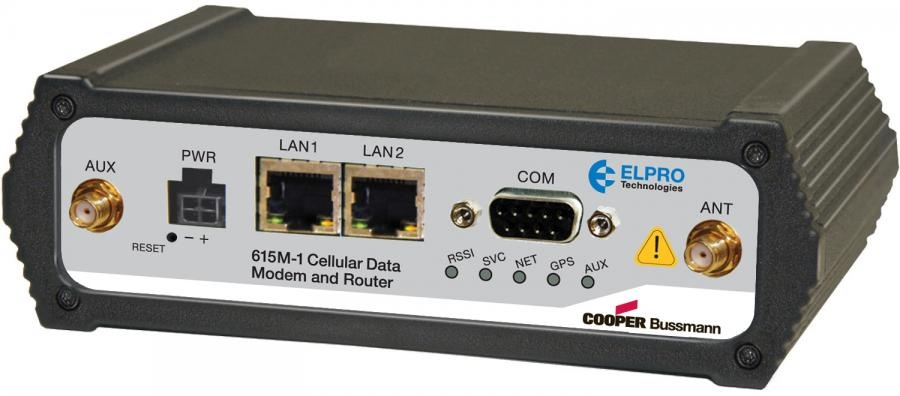 AUX
PWR
LAN1
LAN2
COM
ELPRO
Technologies
ANT
RESET
– +
615M-1 Cellular Data
Modem and Router
RSSI
SVC
NET
GPS
AUX
!
COOPER Bussmann